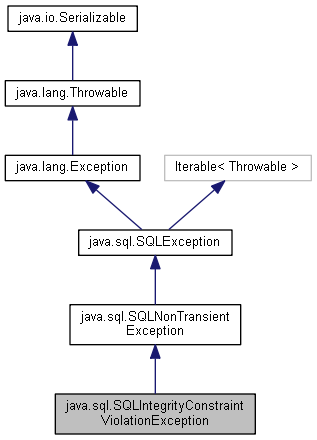 java.io.Serializable
java.lang.Throwable
java.lang.Exception
Iterable< Throwable >
java.sql.SQLException
java.sql.SQLNonTransient
Exception
java.sql.SQLIntegrityConstraint
ViolationException